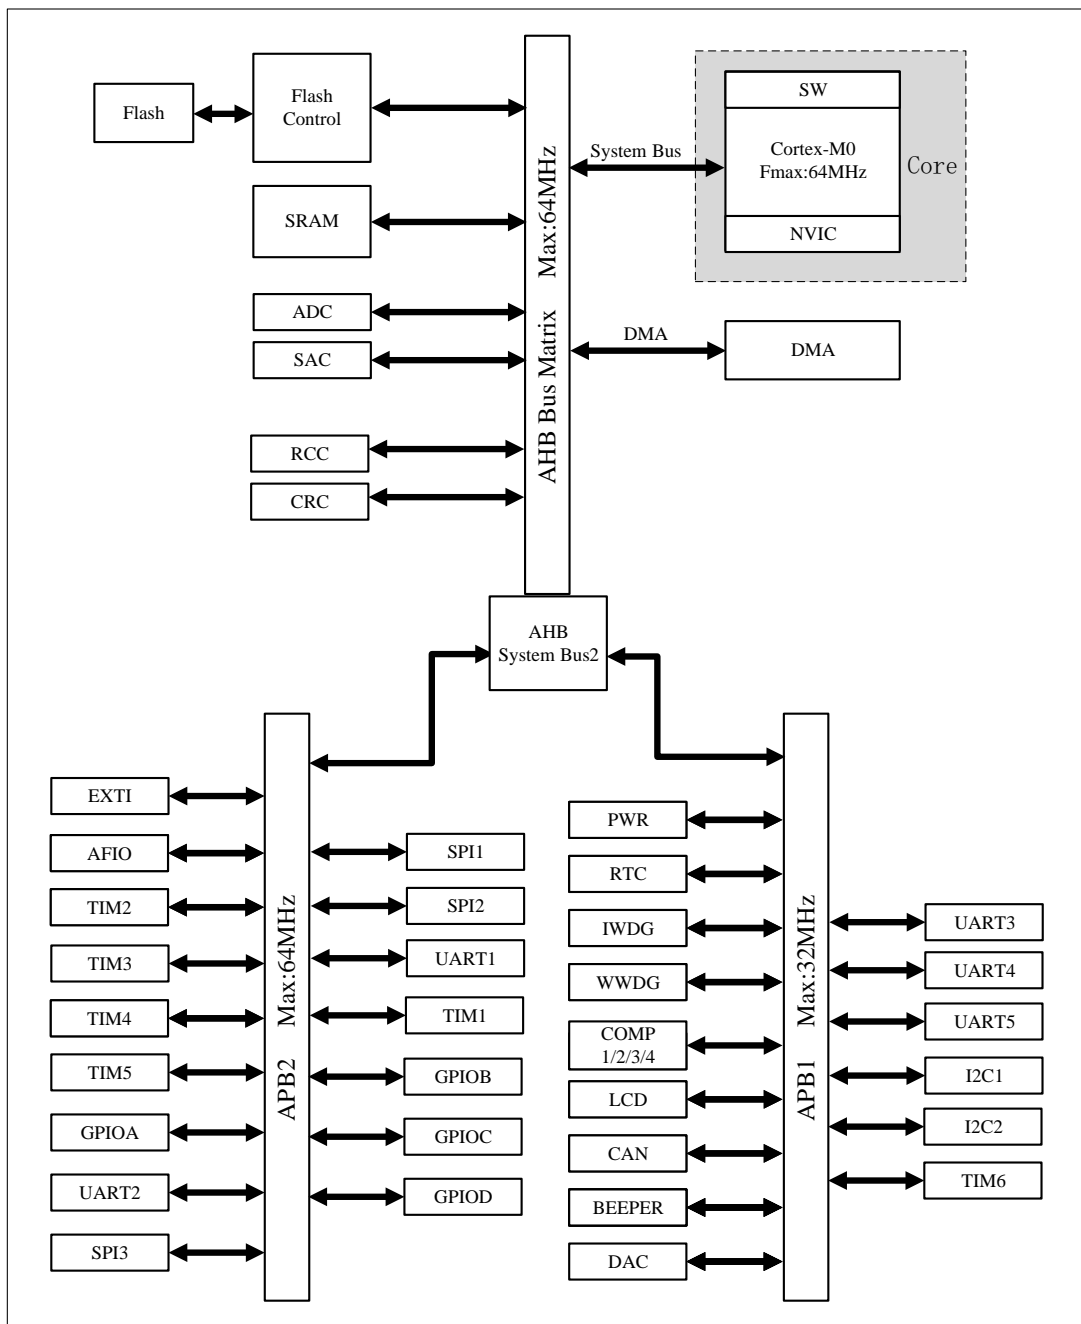 Flash
Flash
Control
SRAM
ADC
SAC
RCC
CRC
AHB Bus Matrix Max:64MHz
System Bus
SW
Cortex-M0
Fmax:64MHz
NVIC
Core
DMA
DMA
AHB
System Bus2
EXTI
AFIO
TIM2
TIM3
TIM4
TIM5
GPIOA
UART2
SPI3
APB2 Max:64MHz
SPI1
SPI2
UART1
TIM1
GPIOB
GPIOC
GPIOD
PWR
RTC
IWDG
WWDG
COMP
1/2/3/4
LCD
CAN
BEEPER
DAC
APB1 Max:32MHz
UART3
UART4
UART5
I2C1
I2C2
TIM6